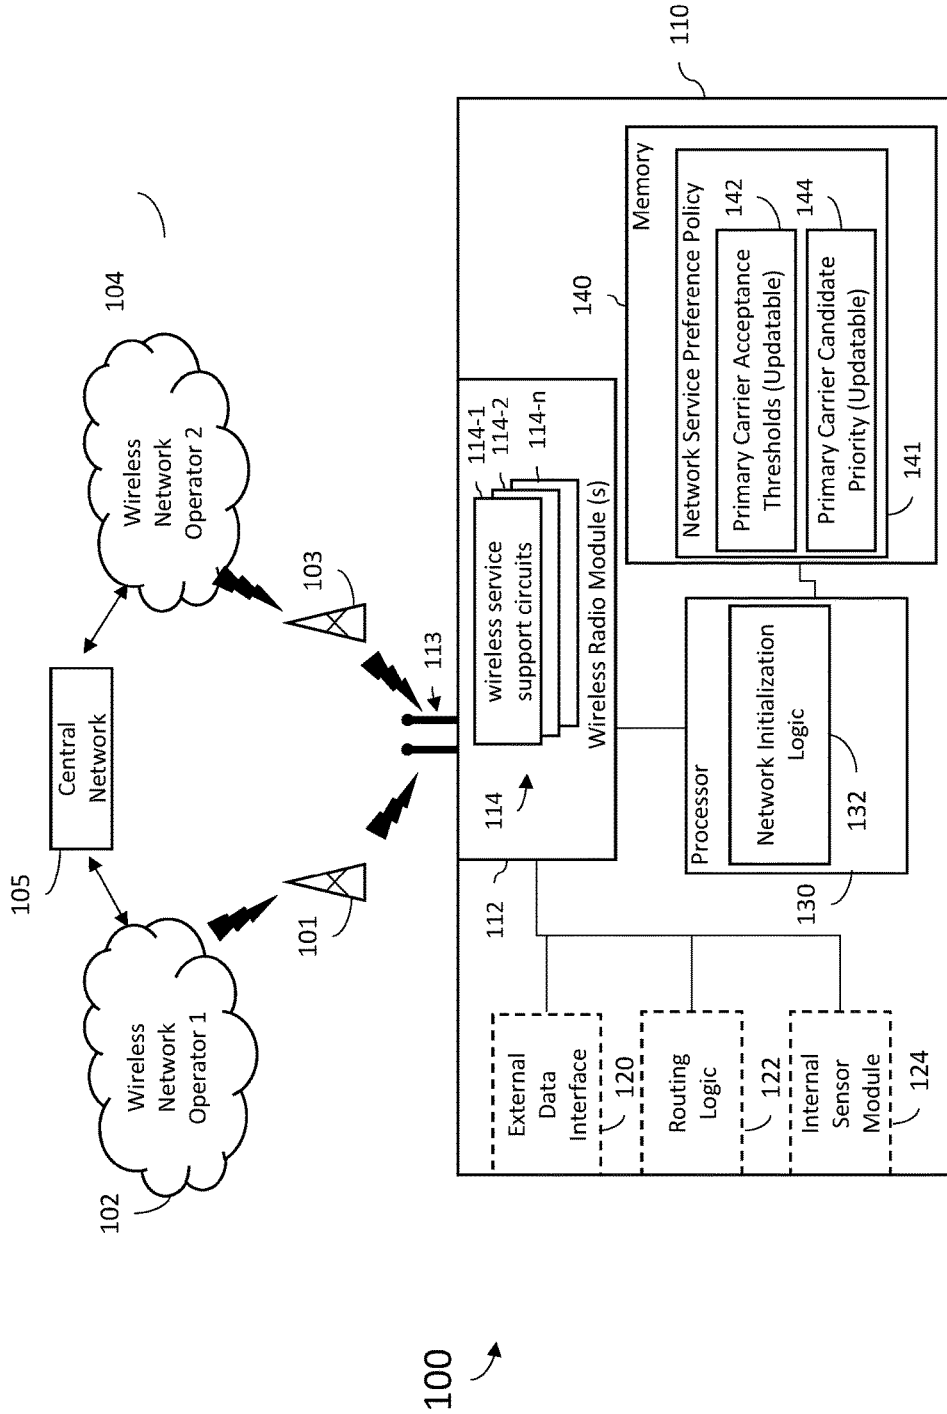 100
102
Wireless
Network
Operator 1
105
Central
Network
Wireless
Network
Operator 2
104
101
103
113
110
112
114
wireless service
support circuits
114-1
114-2
114-n
Wireless Radio Module (s)
External
Data
Interface
120
Routing
Logic
122
Internal
Sensor
Module
124
Processor
Network Initialization
Logic
132
130
140
Memory
Network Service Preference Policy
Primary Carrier Acceptance
Thresholds (Updatable)
142
Primary Carrier Candidate
Priority (Updatable)
144
141